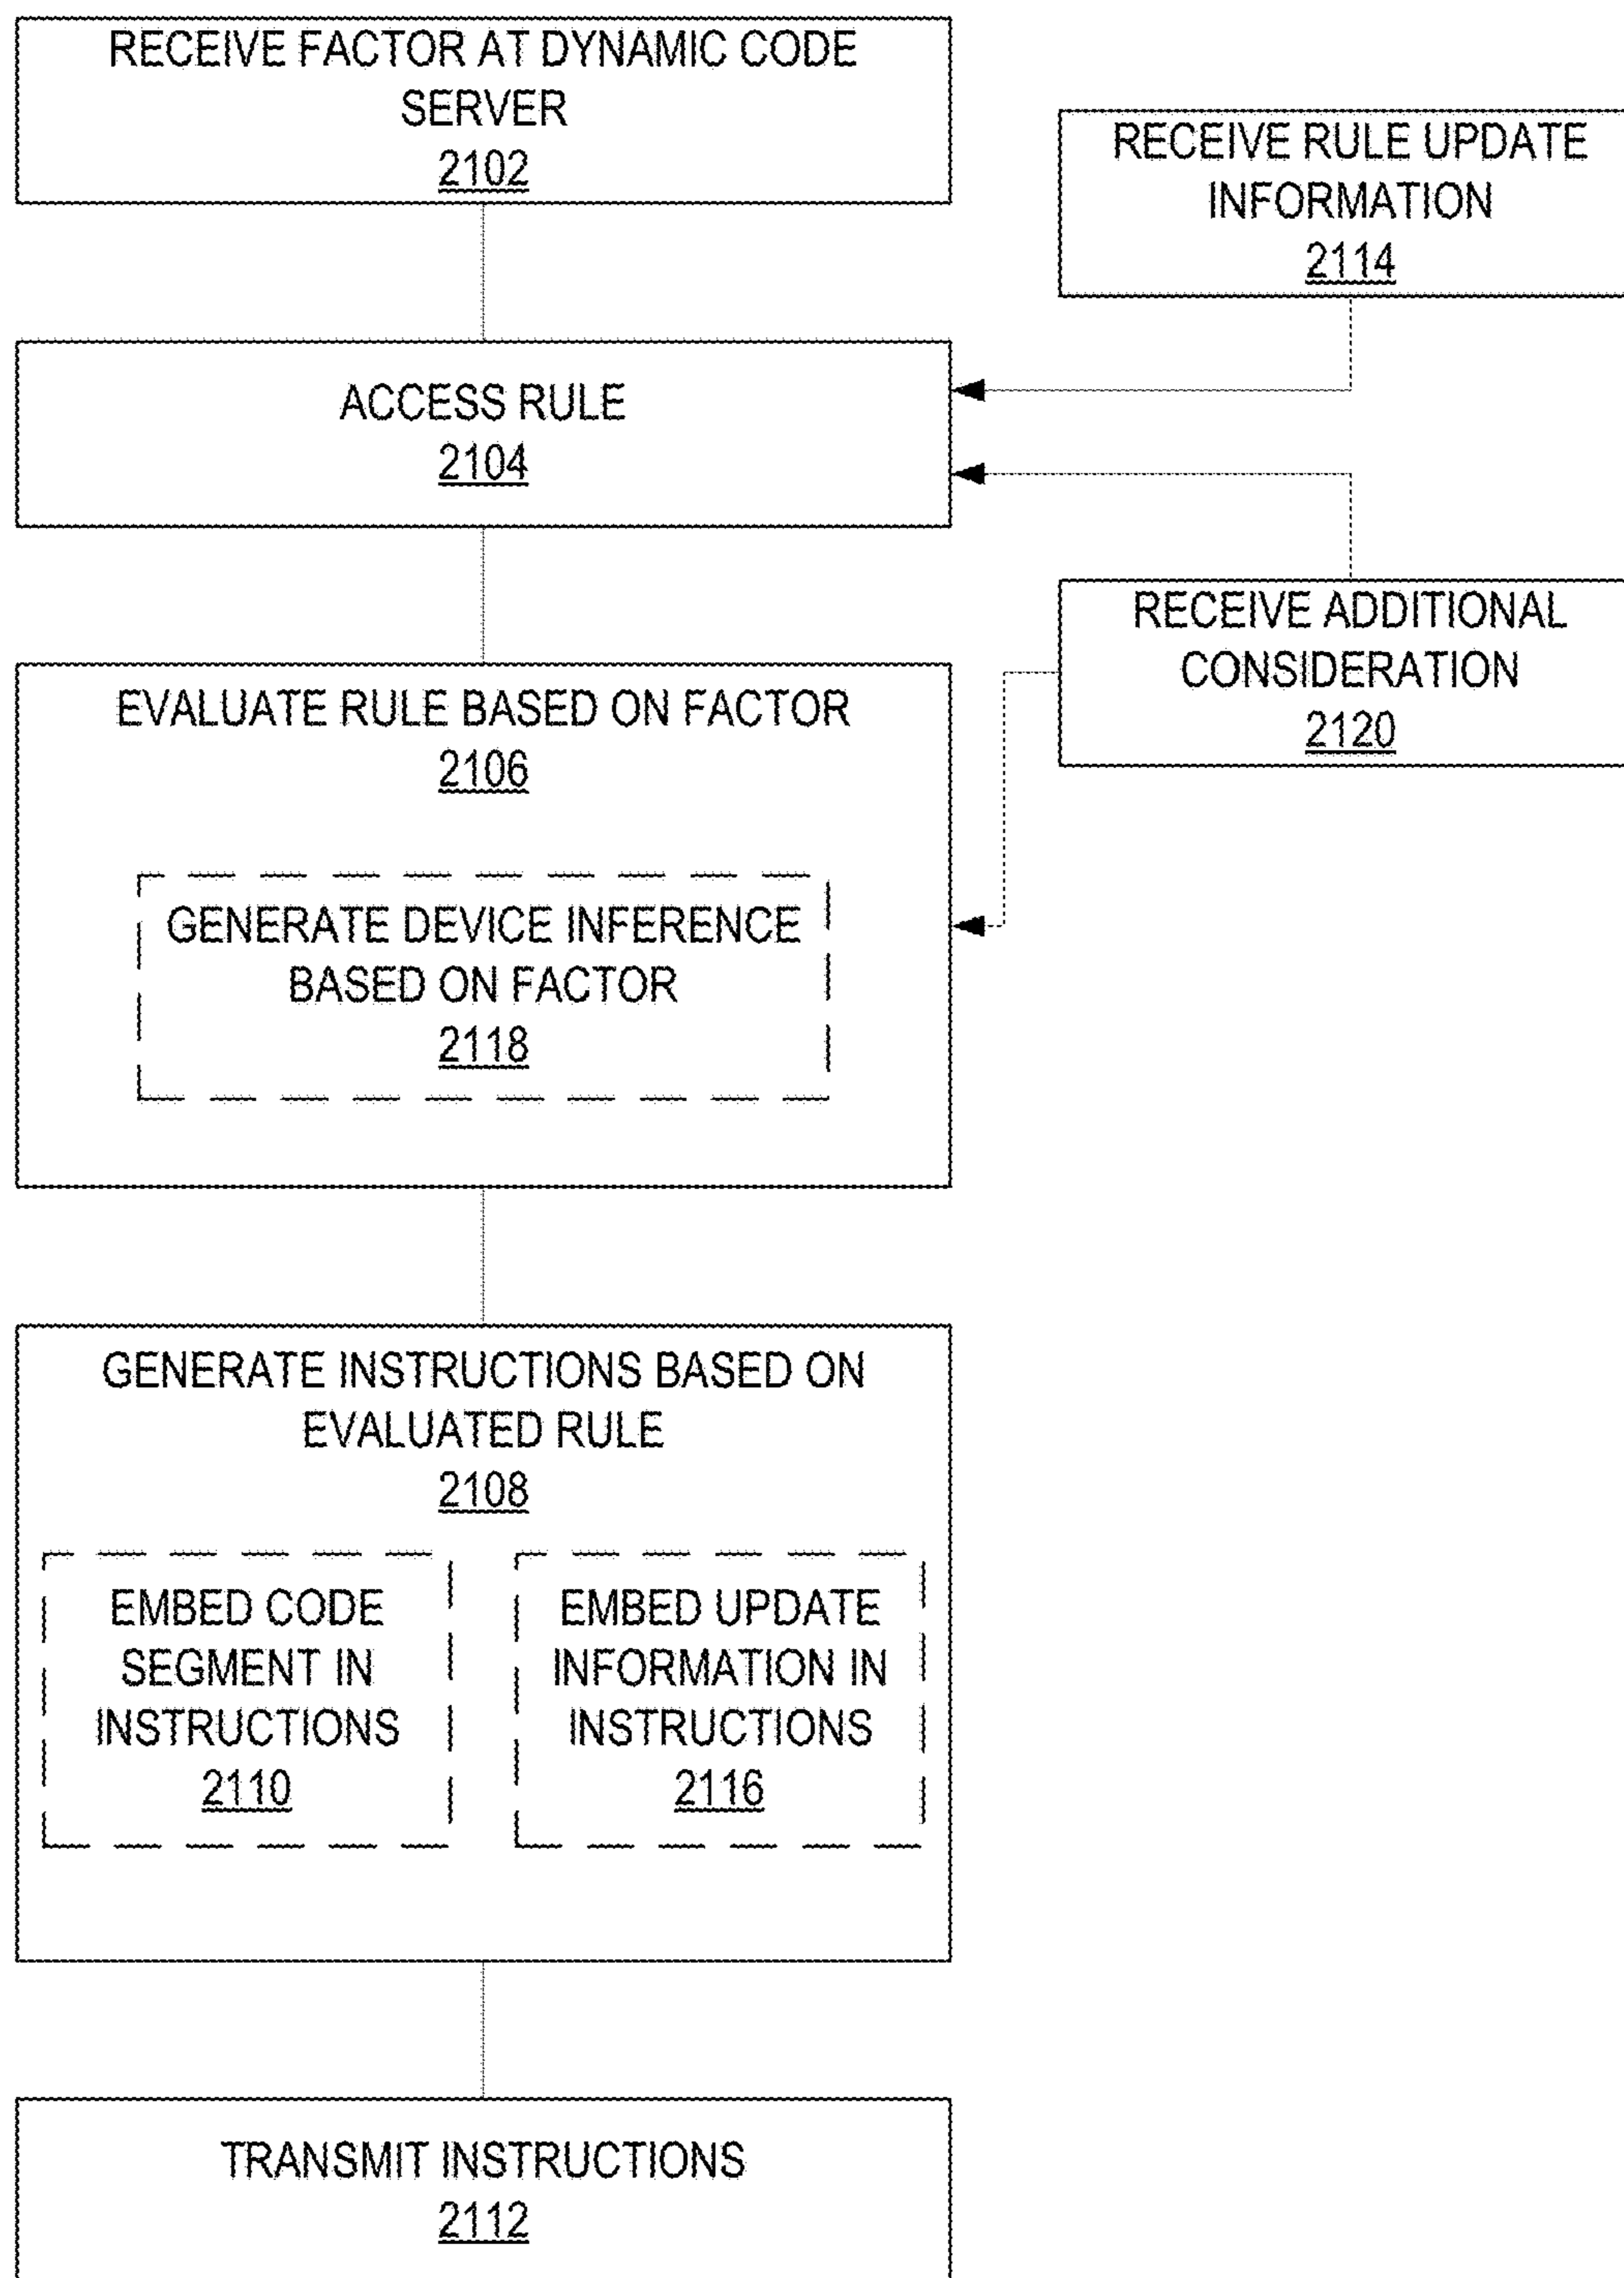 RECEIVE FACTOR AT DYNAMIC CODE
SERVER
2102
RECEIVE RULE UPDATE
INFORMATION
2114
ACCESS RULE
2104
RECEIVE ADDITIONAL
CONSIDERATION
2120
EVALUATE RULE BASED ON FACTOR
2106
GENERATE DEVICE INFERENCE
BASED ON FACTOR
2118
GENERATE INSTRUCTIONS BASED ON
EVALUATED RULE
2108
EMBED CODE
SEGMENT IN
INSTRUCTIONS
2110
EMBED UPDATE
INFORMATION IN
INSTRUCTIONS
2116
TRANSMIT INSTRUCTIONS
2112